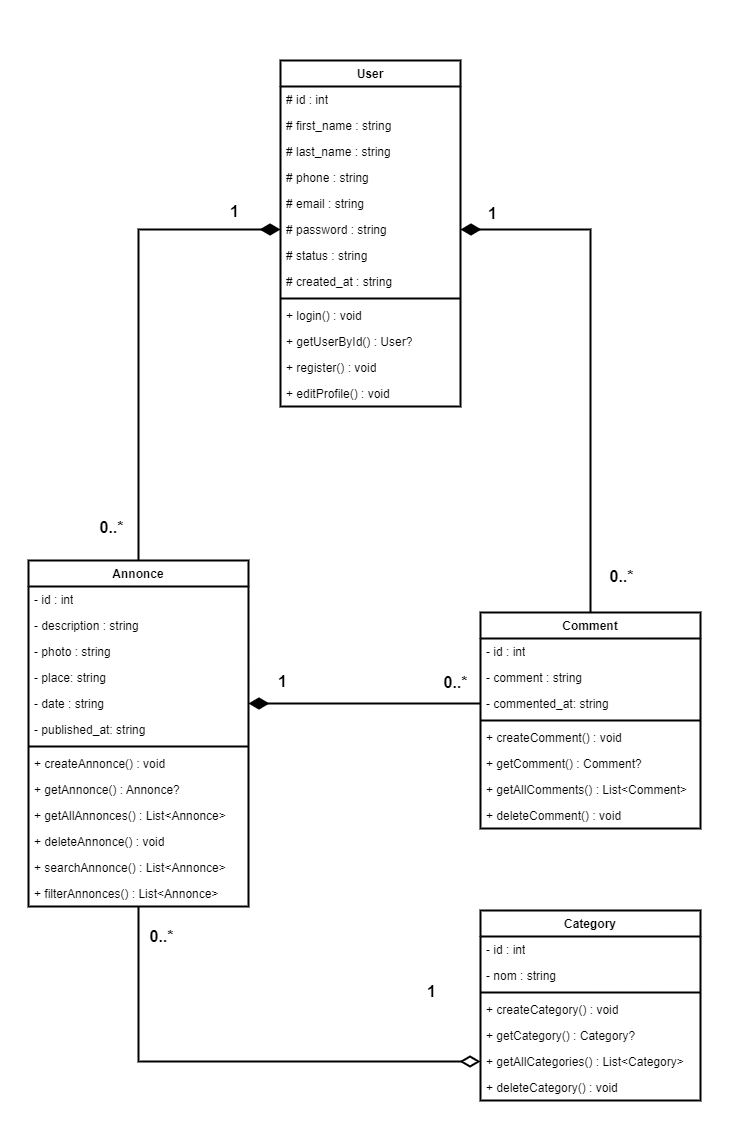 User
# id : int
# first_name : string
# last_name : string
# phone : string
# email : string
# password : string
# status : string
# created_at : string
+ login() : void
+ getUserById() : User?
+ register() : void
+ editProfile() : void
1
1
0..*
0..*
Annonce
- id : int
- description : string
- photo : string
- place: string
- date : string
- published_at: string
+ createAnnonce() : void
+ getAnnonce() : Annonce?
+ getAllAnnonces() : List<Annonce>
+ deleteAnnonce() : void
+ searchAnnonce() : List<Annonce>
+ filterAnnonces() : List<Annonce>
1
0..*
Comment
- id : int
- comment : string
- commented_at: string
+ createComment() : void
+ getComment() : Comment?
+ getAllComments() : List<Comment>
+ deleteComment() : void
0..*
1
Category
- id : int
- nom : string
+ createCategory() : void
+ getCategory() : Category?
+ getAllCategories() : List<Category>
+ deleteCategory() : void